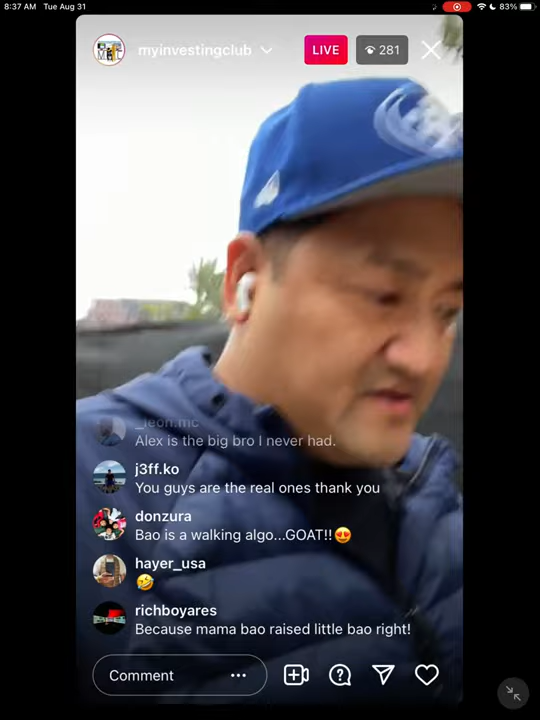 8:37 AM Tue Aug 31
83%
myinvestingclub
LIVE
281
_leon.mc
Alex is the big bro I never had.
j3ff.ko
You guys are the real ones thank you
donzura
Bao is a walking algo...GOAT!!😍
hayer_usa
🤣
richboyares
Because mama bao raised little bao right!
Comment